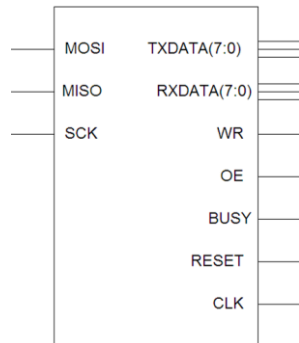 MOSI TXDATA(7:0)
MISO RXDATA(7:0)
SCK WR
OE
BUSY
RESET
CLK